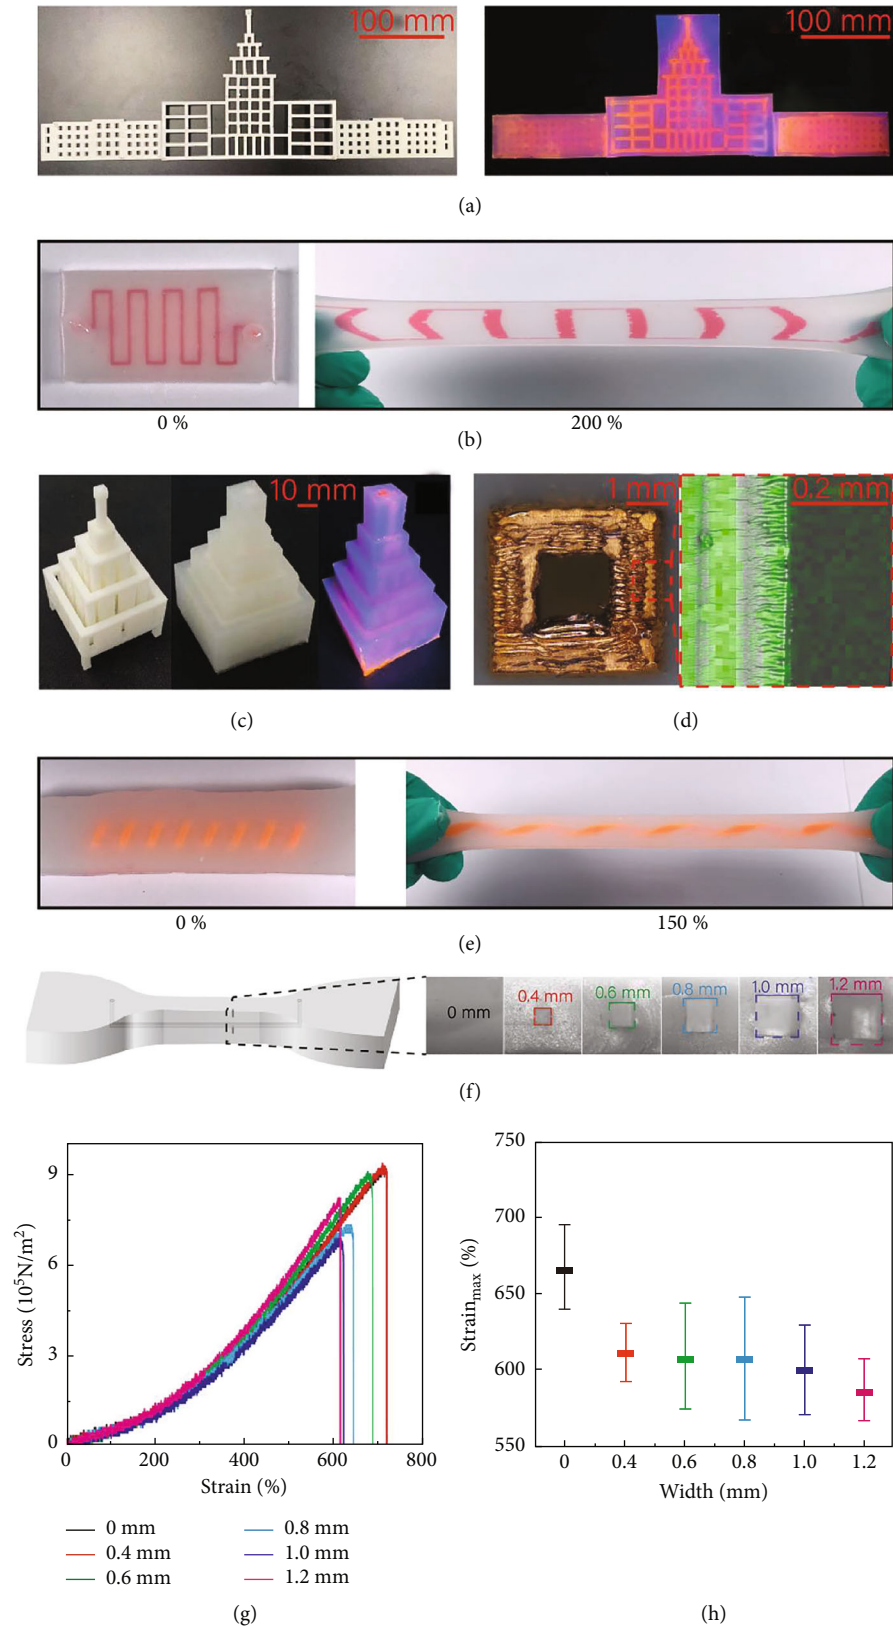 100 mm
100 mm
(a)
0 %
200 %
(b)
10 mm
1 mm
0.2 mm
(c)
(d)
0 %
150 %
(e)
0 mm
0.4 mm
0.6 mm
0.8 mm
1.0 mm
1.2 mm
(f)
9
6
3
0
Stress (10⁵N/m²)
0
200
400
600
800
Strain (%)
0 mm
0.8 mm
0.4 mm
1.0 mm
0.6 mm
1.2 mm
(g)
750
700
650
600
550
Strainₘₐₓ (%)
0
0.4
0.6
0.8
1.0
1.2
Width (mm)
(h)